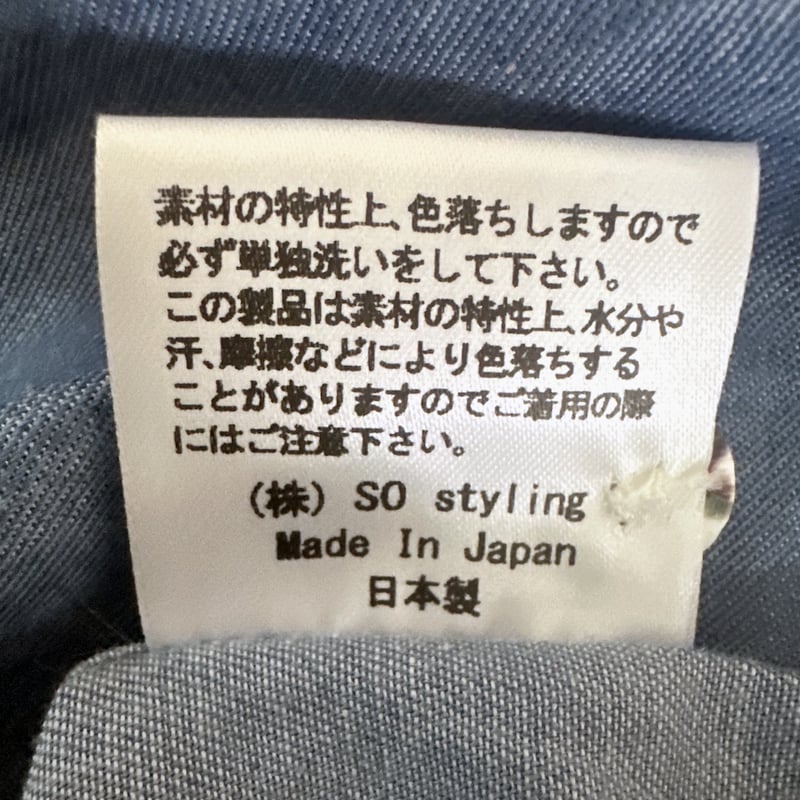 素材の特性上、色落ちしますので
必ず単独洗いをして下さい。
この製品は素材の特性上、水分や
汗、摩擦などにより色落ちする
ことがありますのでご着用の際
にはご注意下さい。
(株) SO styling
Made In Japan
日本製